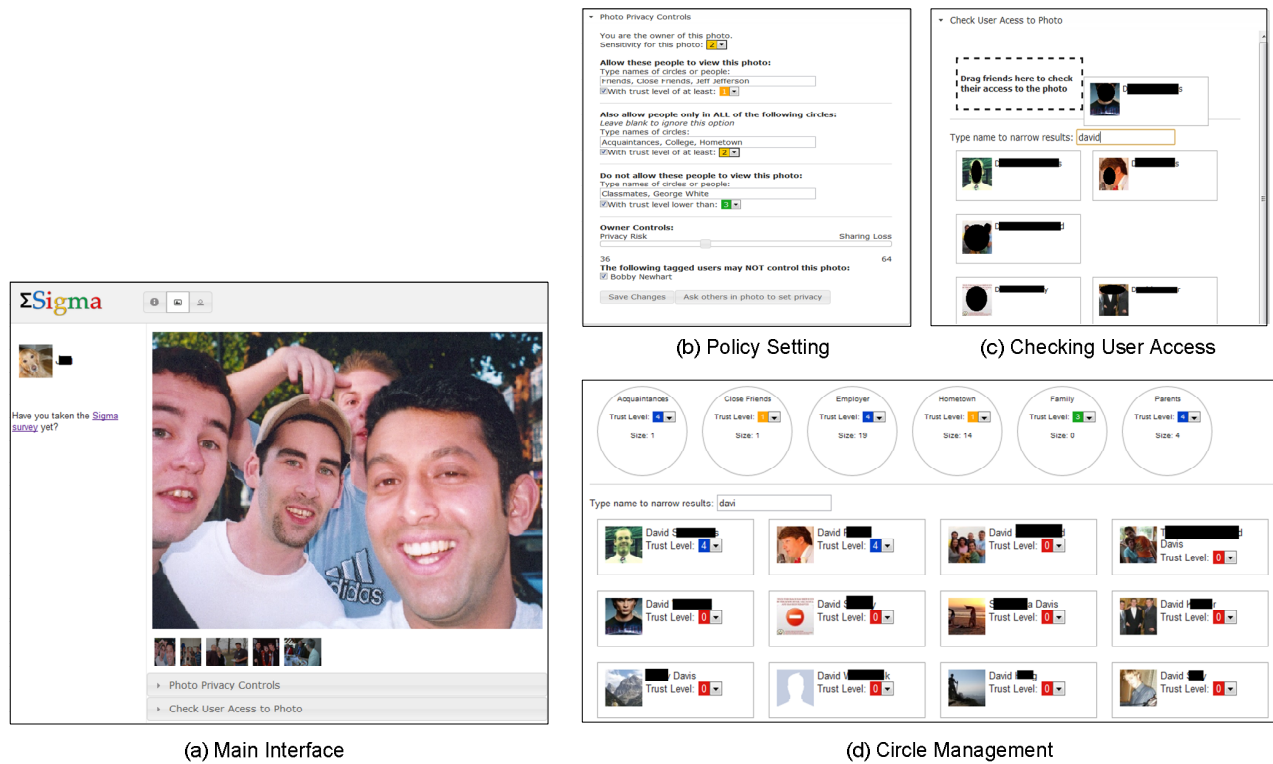 ΣSigma
Have you taken the Sigma
survey yet?
adidas
Photo Privacy Controls
Check User Acess to Photo
(a) Main Interface
Photo Privacy Controls
You are the owner of this photo.
Sensitivity for this photo: 2
Allow these people to view this photo:
Type names of circles or people:
Friends, Close Friends, Jeff Jefferson
With trust level of at least: 1
Also allow people only in ALL of the following circles:
Leave blank to ignore this option
Type names of circles:
Acquaintances, College, Hometown
With trust level of at least: 2
Do not allow these people to view this photo:
Type names of circles or people:
Classmates, George White
With trust level lower than: 3
Owner Controls:
Privacy Risk Sharing Loss
36 64
The following tagged users may NOT control this photo:
Bobby Newhart
Save Changes Ask others in photo to set privacy
(b) Policy Setting
Check User Acess to Photo
Drag friends here to check
their access to the photo
D s
Type name to narrow results: david
D s D s
D d
D y D r
(c) Checking User Access
Acquaintances Close Friends Employer Hometown Family Parents
Trust Level: 4 Trust Level: 1 Trust Level: 4 Trust Level: 1 Trust Level: 3 Trust Level: 4
Size: 1 Size: 1 Size: 19 Size: 14 Size: 0 Size: 4
Type name to narrow results: davi
David S s David David d T d
Trust Level: 4 Trust Level: 4 Trust Level: 0 Davis
Trust Level: 0
David David S y S a Davis David r
Trust Level: 0 Trust Level: 0 Trust Level: 0 Trust Level: 0
y Davis David k David g David S y
Trust Level: 0 Trust Level: 0 Trust Level: 0 Trust Level: 0
(d) Circle Management